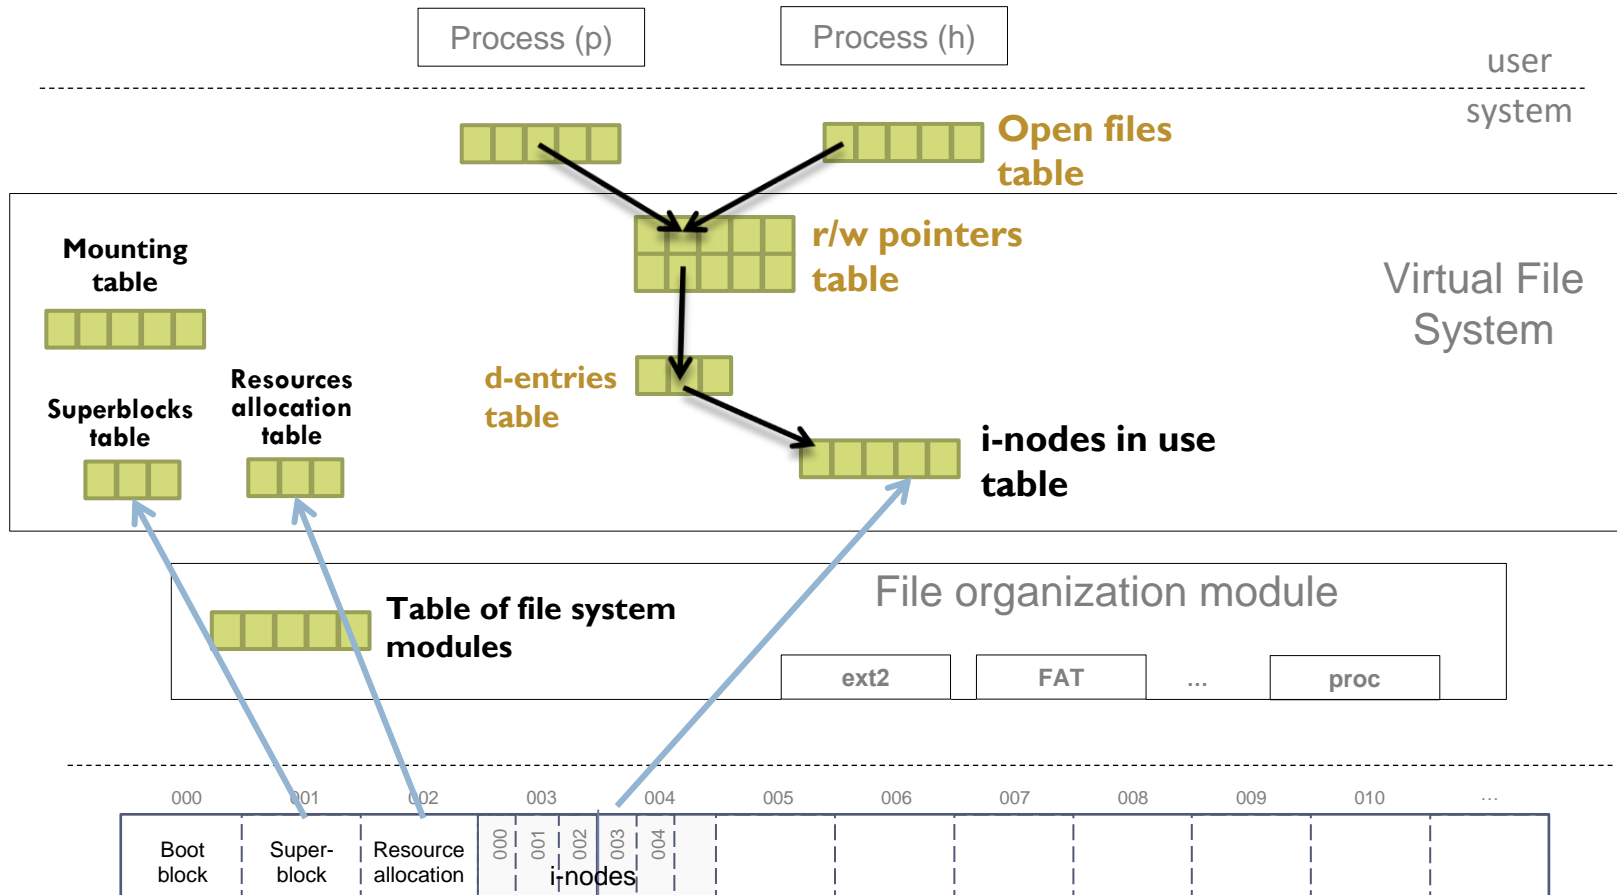 Process (p)
Process (h)
user
system
Open files
table
r/w pointers
table
Mounting
table
Virtual File
System
d-entries
table
Resources
allocation
table
Superblocks
table
i-nodes in use
table
File organization module
Table of file system
modules
ext2
FAT
...
proc
000 001 002 003 004 005 006 007 008 009 010 ...
Boot
block
Super-
block
Resource
allocation
000
001
002
003
004
i-nodes